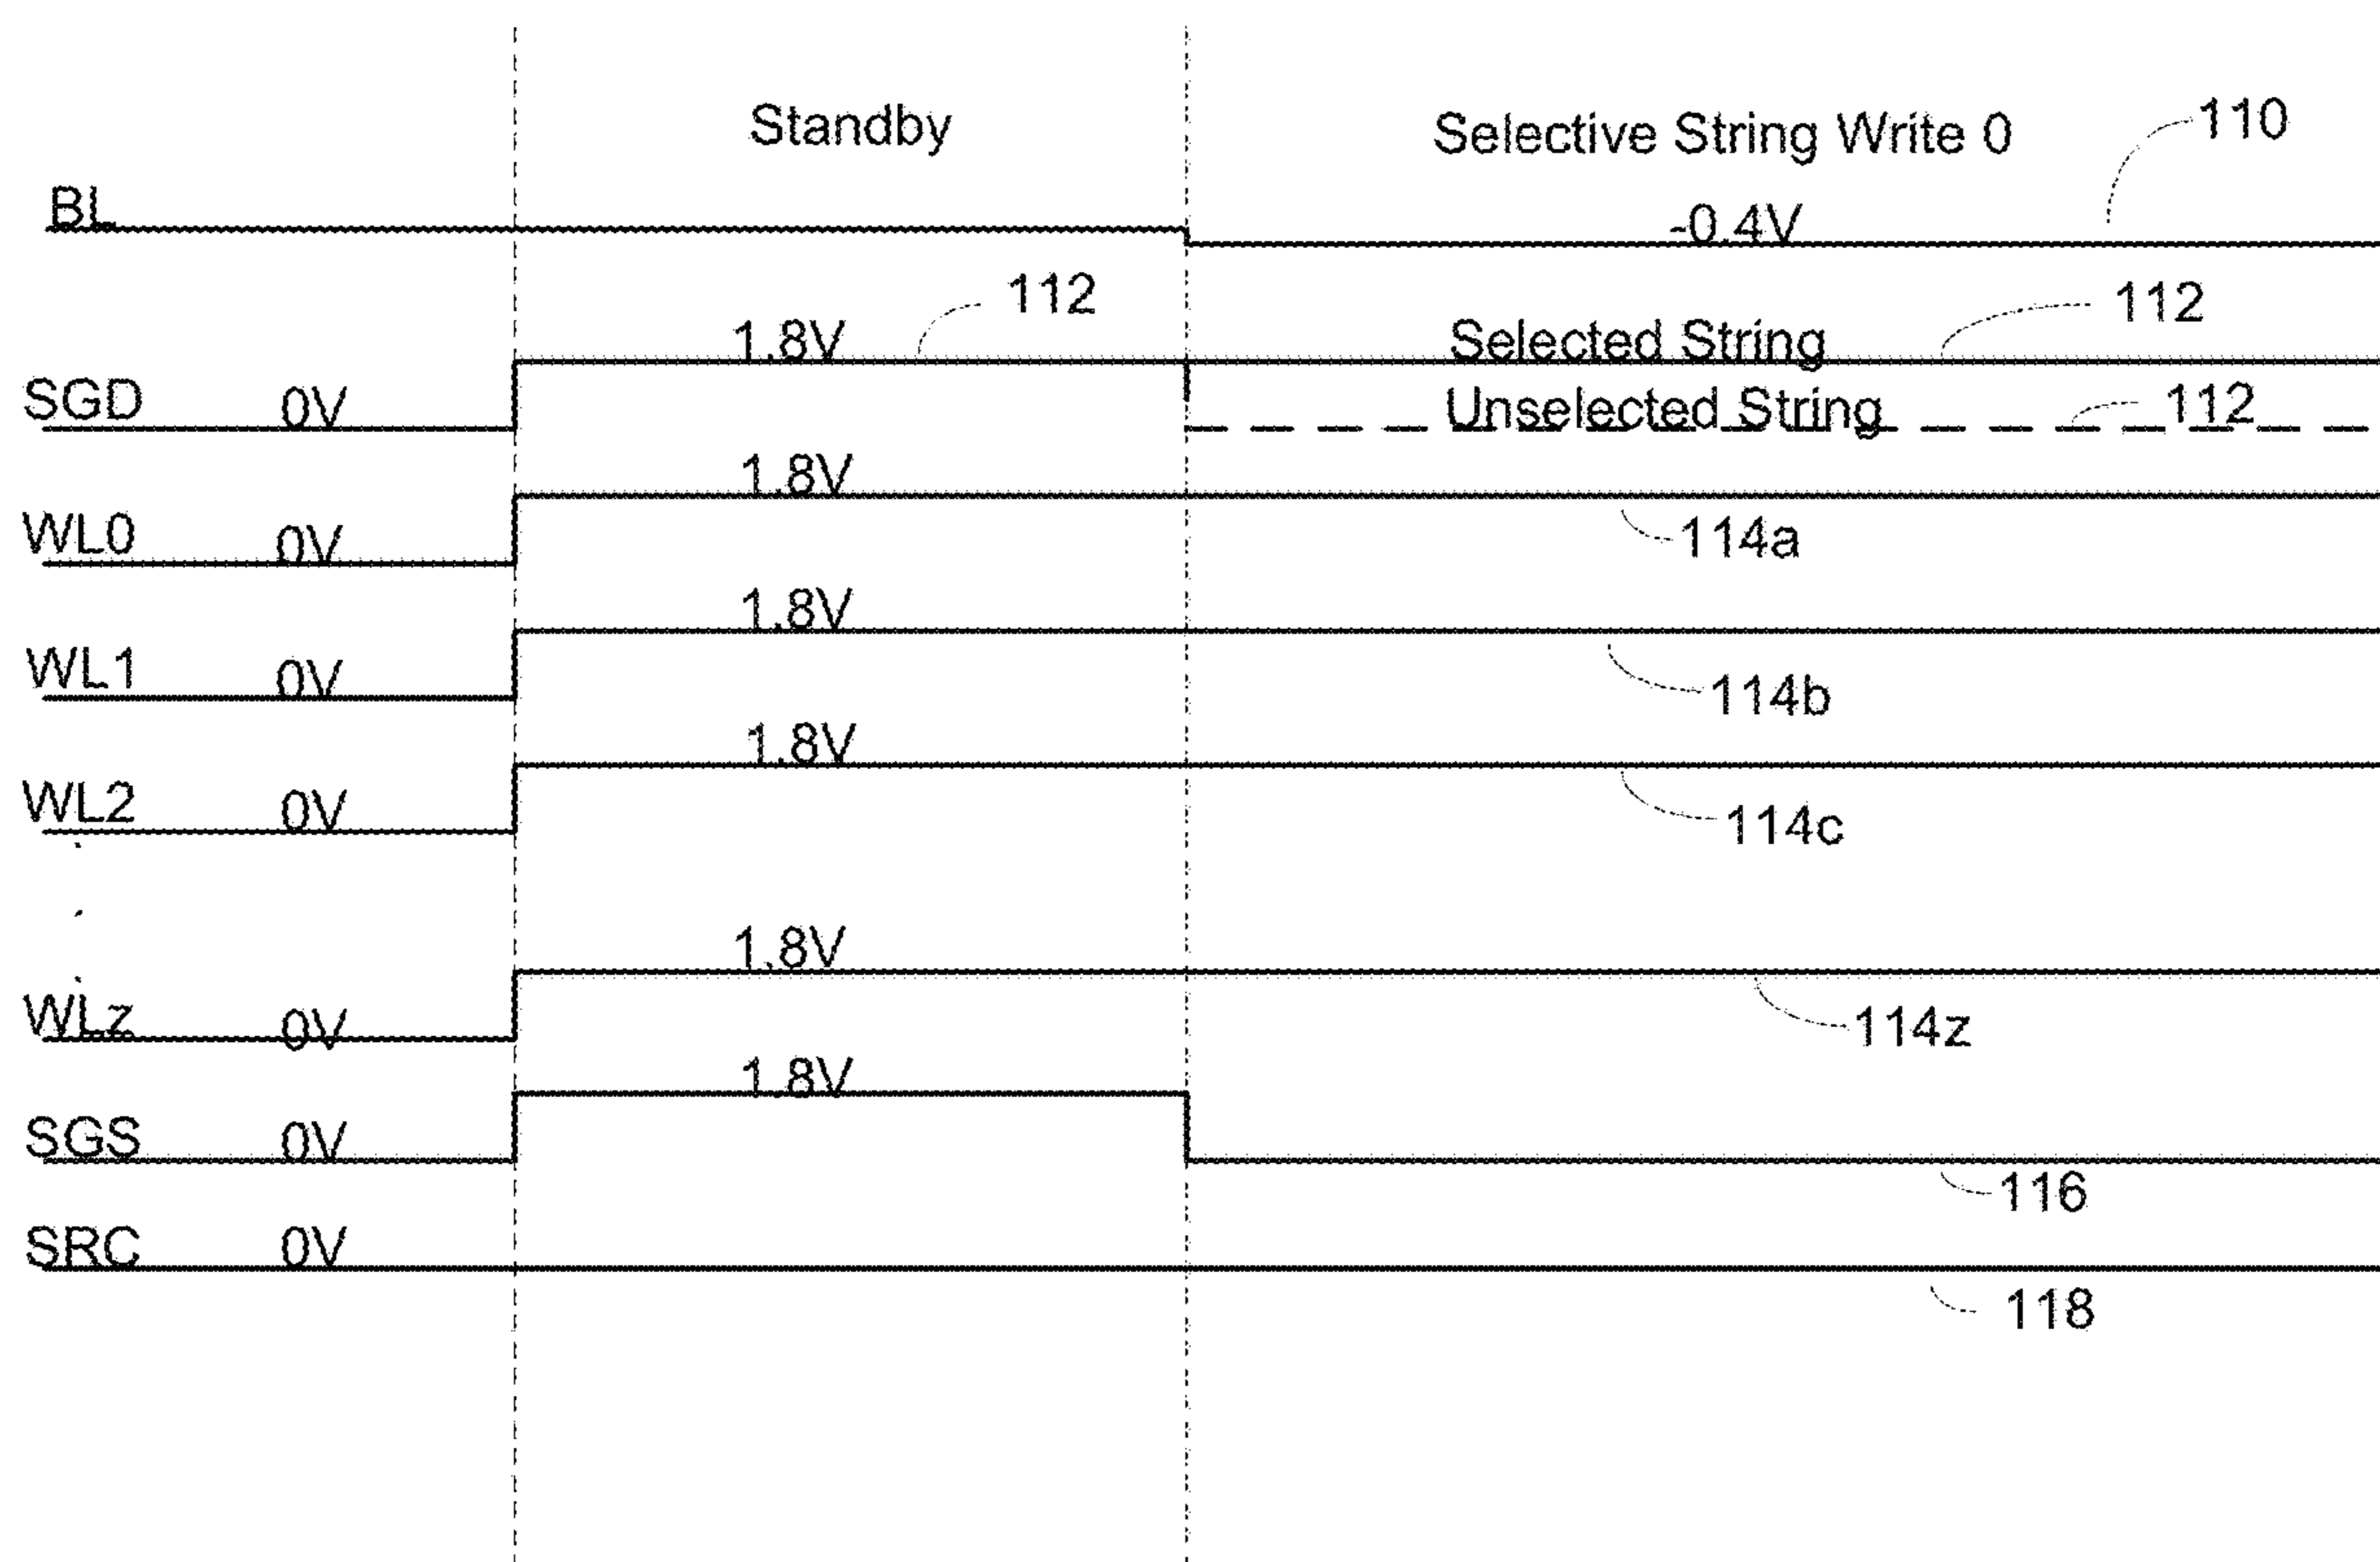 Standby
Selective String Write 0
110
BL
-0.4V
112
112
1.8V
Selected String
SGD
0V
Unselected String
112
1.8V
WL0
0V
114a
1.8V
WL1
0V
114b
1.8V
WL2
0V
114c
1.8V
WLz
0V
114z
1.8V
SGS
0V
116
SRC
0V
118